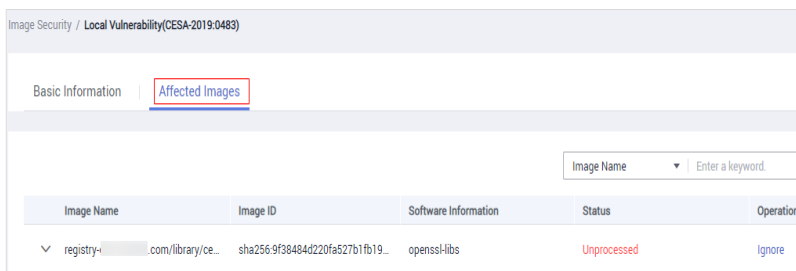 Image Security / Local Vulnerability(CESA-2019:0483)
Basic Information | Affected Images
Image Name Enter a keyword.
Image Name Image ID Software Information Status Operation
registry- .com/library/ce... sha256:9f38484d220fa527b1fb19... openssl-libs Unprocessed Ignore